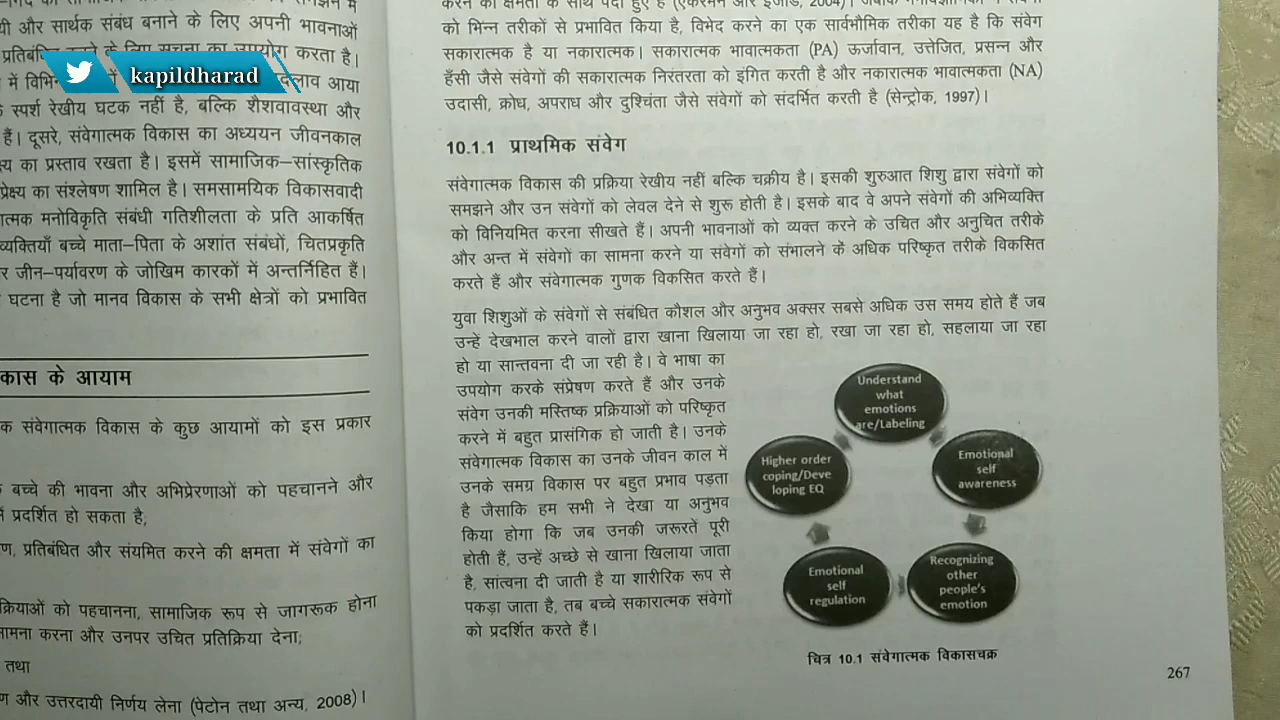 यी और सार्थक संबंध बनाने के लिए अपनी भावनाओं
उपयोग करता है।
kapildharad
स्पर्श रेखीय घटक नहीं है, बल्कि शैशवावस्था और
हैं। दूसरे, संवेगात्मक विकास का अध्ययन जीवनकाल
का प्रस्ताव रखता है। इसमें सामाजिक–सांस्कृतिक
का संश्लेषण शामिल है। समसामयिक विकासवादी
मनोविकृति संबंधी गतिशीलता के प्रति आकर्षित
बच्चे माता–पिता के अशांत संबंधों, चितप्रकृति
र जीन–पर्यावरण के जोखिम कारकों में अन्तर्निहित हैं।
घटना है जो मानव विकास के सभी क्षेत्रों को प्रभावित
कास के आयाम
क संवेगात्मक विकास के कुछ आयामों को इस प्रकार
बच्चे की भावना और अभिप्रेरणाओं को पहचानने और
प्रदर्शित हो सकता है;
ण, प्रतिबंधित और संयमित करने की क्षमता में संवेगों का
क्रियाओं को पहचानना, सामाजिक रूप से जागरूक होना
करना और उनपर उचित प्रतिक्रिया देना;
तथा
ण और उत्तरदायी निर्णय लेना (पेटोन तथा अन्य, 2008)।
को भिन्न तरीकों से प्रभावित किया है, विभेद करने का एक सार्वभौमिक तरीका यह है कि संवेग
सकारात्मक है या नकारात्मक। सकारात्मक भावात्मकता (PA) ऊर्जावान, उत्तेजित, प्रसन्न और
हँसी जैसे संवेगों की सकारात्मक निरंतरता को इंगित करती है और नकारात्मक भावात्मकता (NA)
उदासी, क्रोध, अपराध और दुश्चिंता जैसे संवेगों को संदर्भित करती है (सेन्ट्रोक, 1997)।
10.1.1 प्राथमिक संवेग
संवेगात्मक विकास की प्रक्रिया रेखीय नहीं बल्कि चक्रीय है। इसकी शुरुआत शिशु द्वारा संवेगों को
समझने और उन संवेगों को लेवल देने से शुरू होती है। इसके बाद वे अपने संवेगों की अभिव्यक्ति
को विनियमित करना सीखते हैं। अपनी भावनाओं को व्यक्त करने के उचित और अनुचित तरीके
और अन्त में संवेगों का सामना करने या संवेगों को संभालने के अधिक परिष्कृत तरीके विकसित
करते हैं और संवेगात्मक गुणक विकसित करते हैं।
युवा शिशुओं के संवेगों से संबंधित कौशल और अनुभव अक्सर सबसे अधिक उस समय होते हैं जब
उन्हें देखभाल करने वालों द्वारा खाना खिलाया जा रहा हो, रखा जा रहा हो, सहलाया जा रहा
हो या सान्तवना दी जा रही है। वे भाषा का
उपयोग करके संप्रेषण करते हैं और उनके
संवेग उनकी मस्तिष्क प्रक्रियाओं को परिष्कृत
करने में बहुत प्रासंगिक हो जाती है। उनके
संवेगात्मक विकास का उनके जीवन काल में
उनके समग्र विकास पर बहुत प्रभाव पड़ता
है जैसाकि हम सभी ने देखा या अनुभव
किया होगा कि जब उनकी जरूरतें पूरी
होती हैं, उन्हें अच्छे से खाना खिलाया जाता
है, सांत्वना दी जाती है या शारीरिक रूप से
पकड़ा जाता है, तब बच्चे सकारात्मक संवेगों
को प्रदर्शित करते हैं।
Understand
what
emotions
are/Labeling
Emotional
self
awareness
Recognizing
other
people's
emotion
Emotional
self
regulation
Higher order
coping/Deve
loping EQ
चित्र 10.1 संवेगात्मक विकासचक्र
267